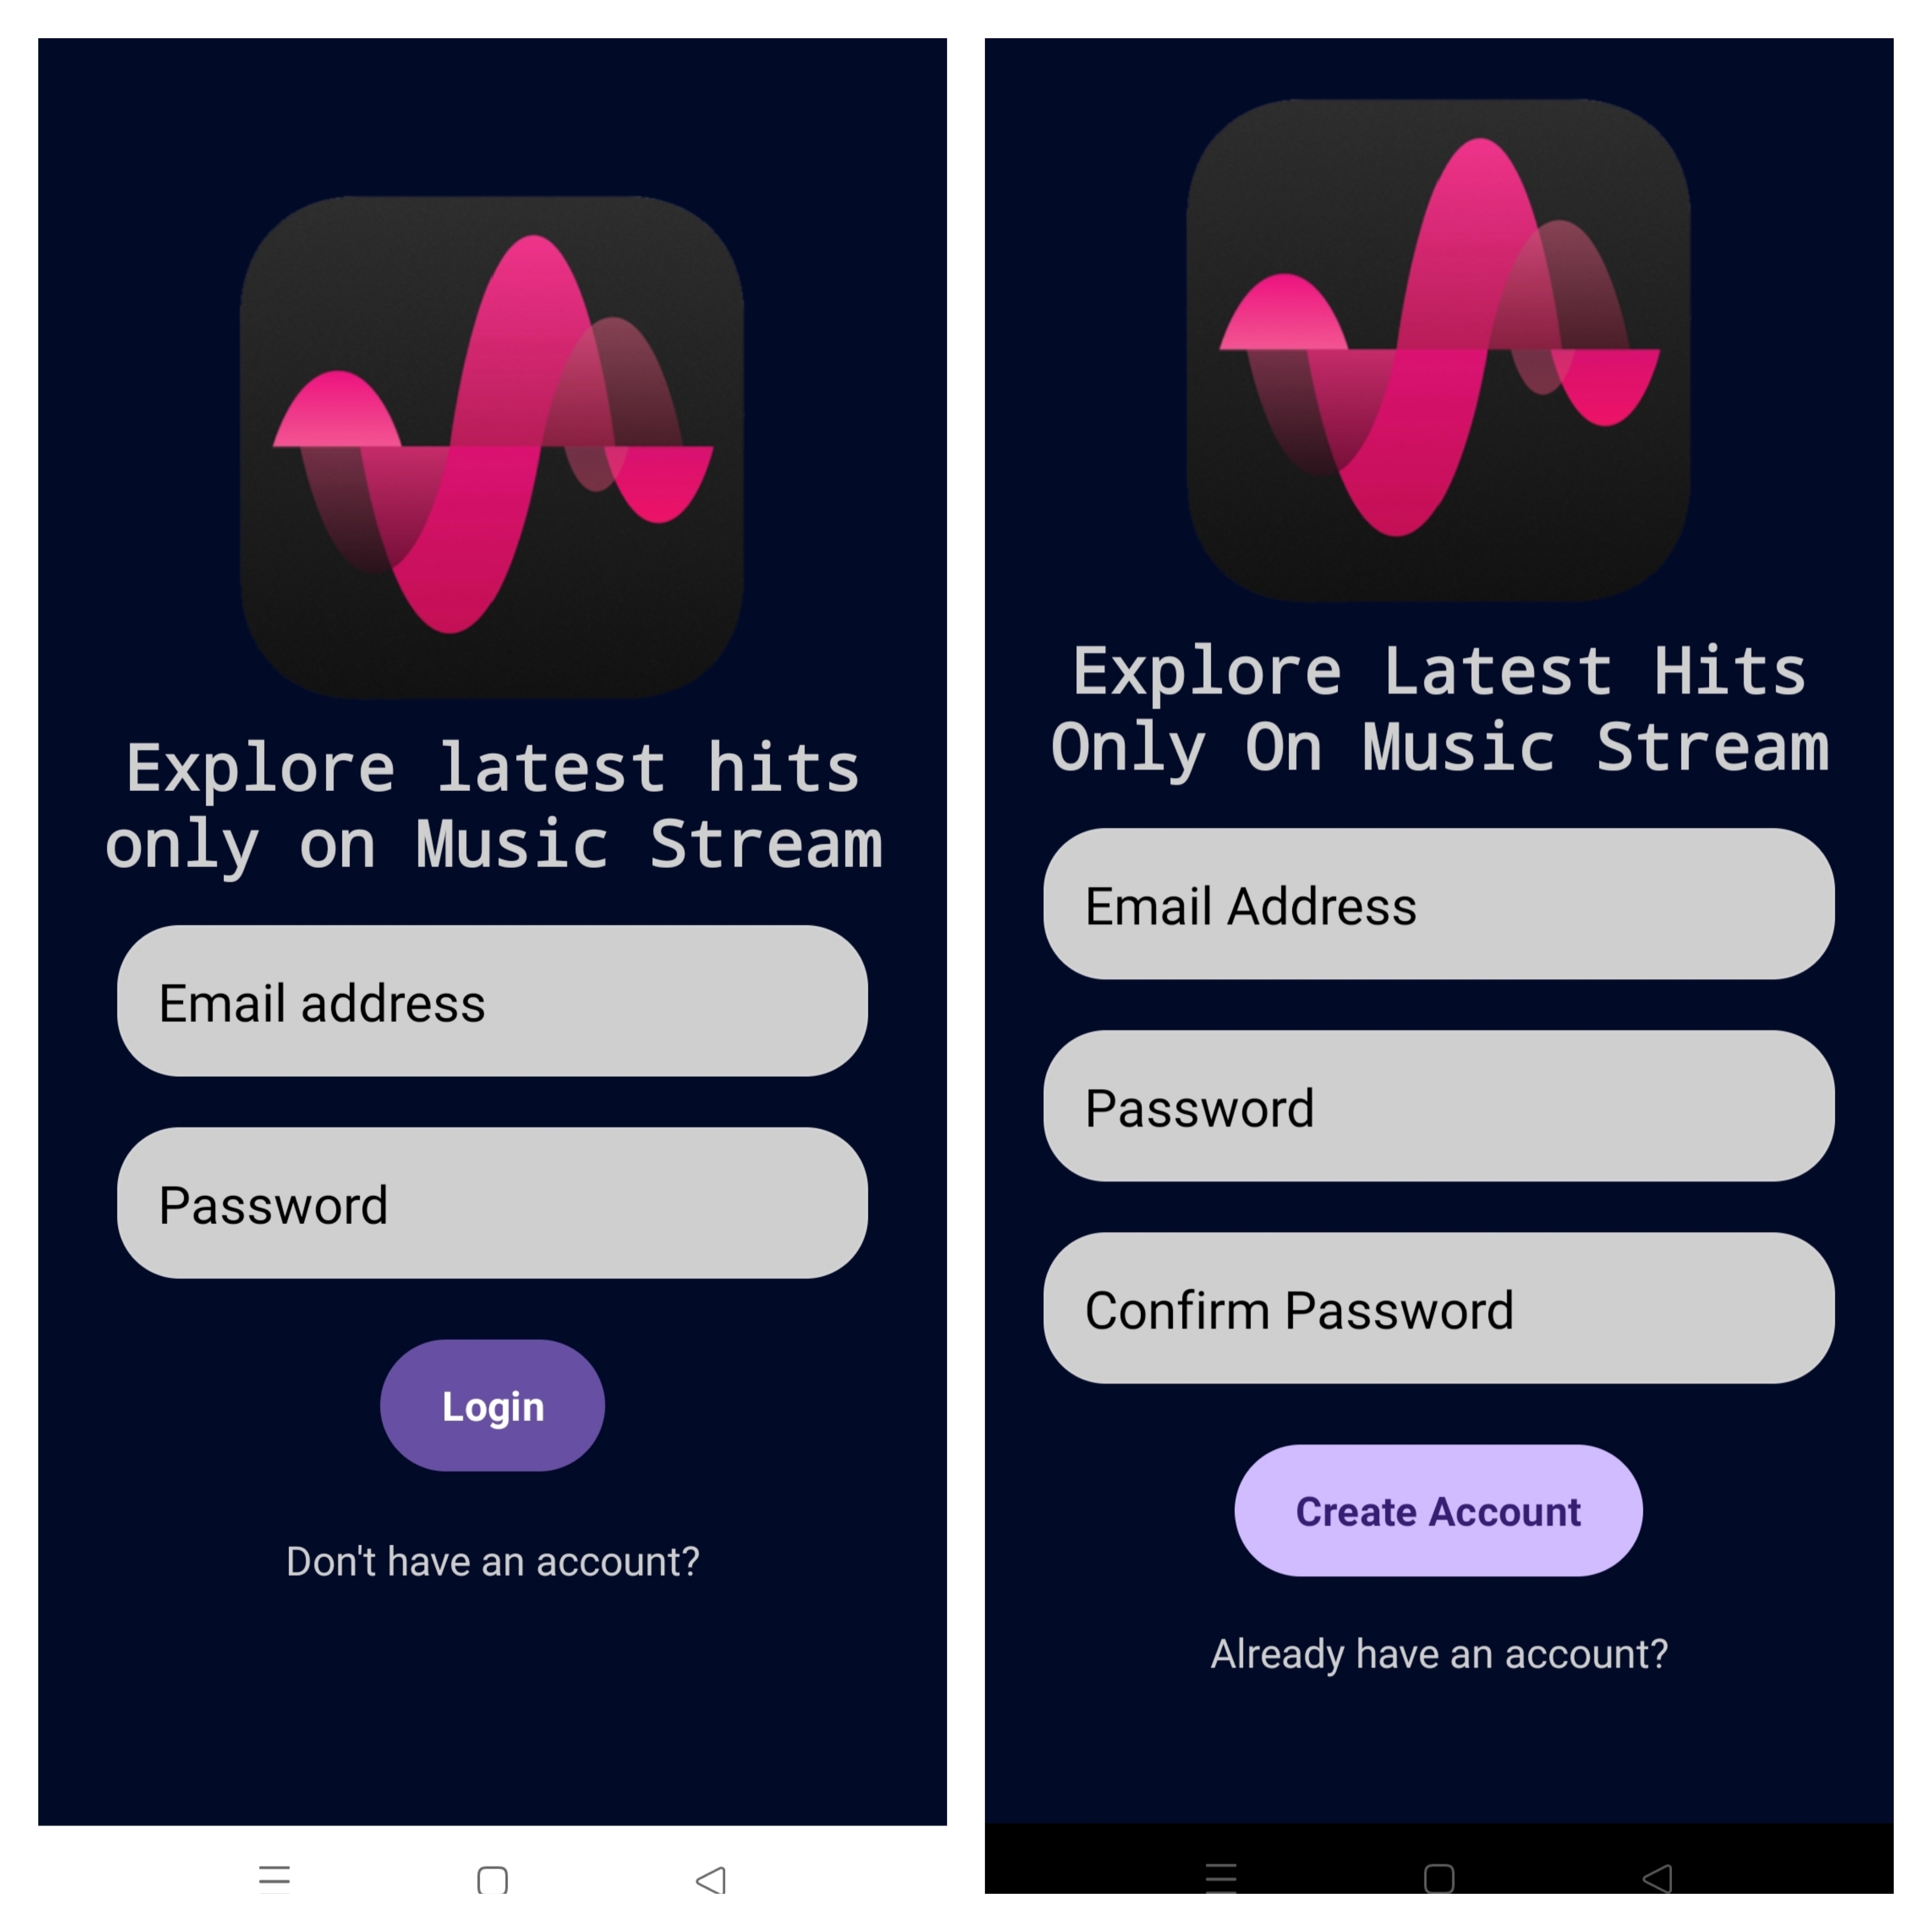 Explore latest hits
only on Music Stream
Email address
Password
Login
Don't have an account?
Explore Latest Hits
Only On Music Stream
Email Address
Password
Confirm Password
Create Account
Already have an account?